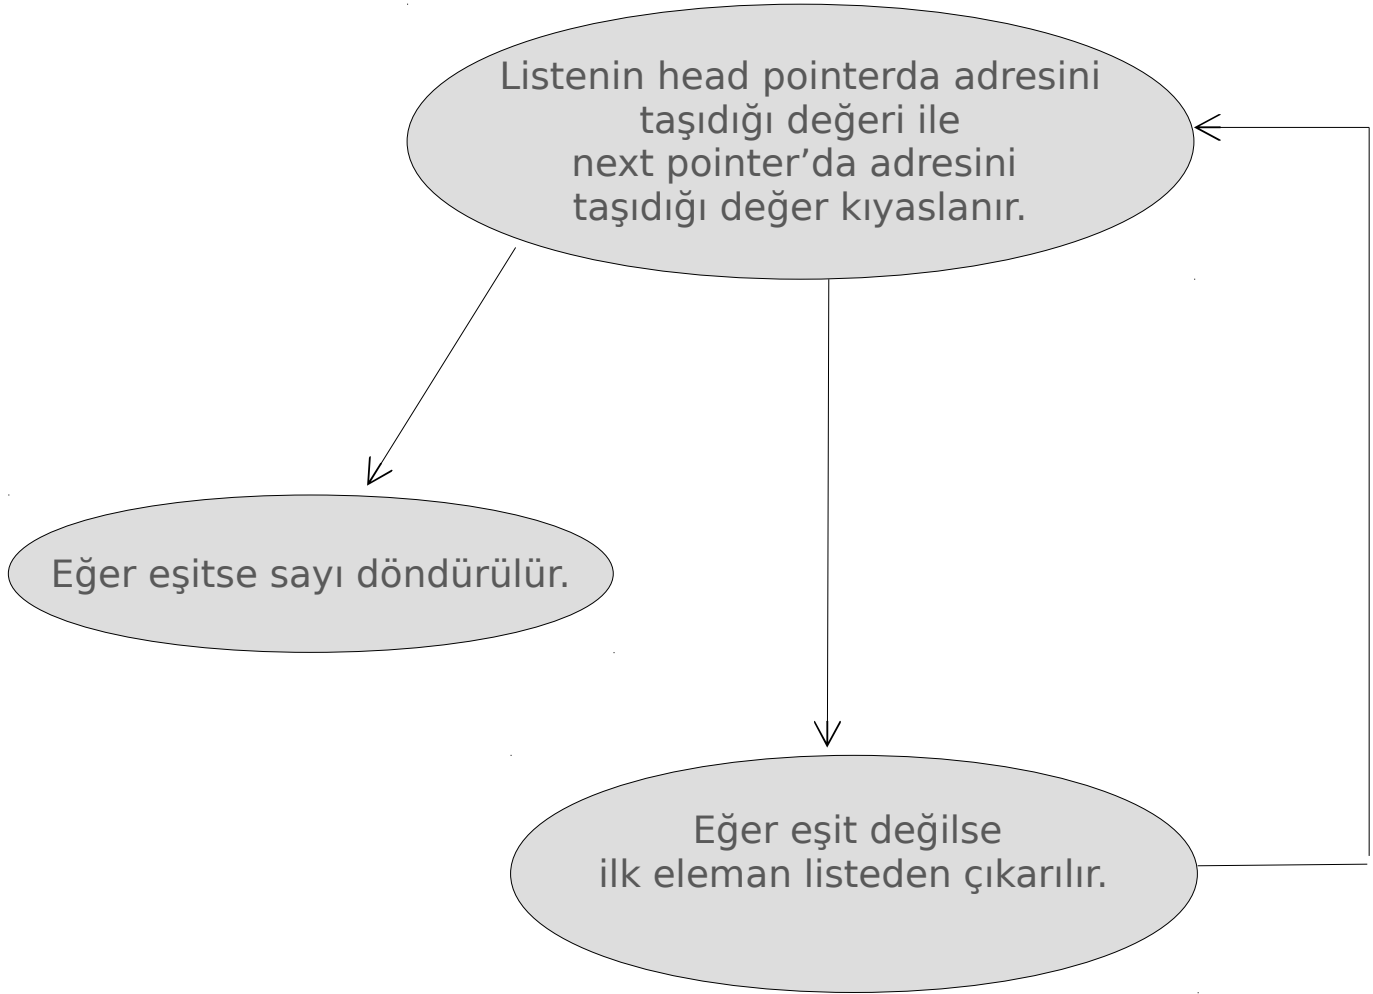 Listenin head pointerda adresini
taşıdığı değeri ile
next pointer’da adresini
taşıdığı değer kıyaslanır.
Eğer eşitse sayı döndürülür.
Eğer eşit değilse
ilk eleman listeden çıkarılır.